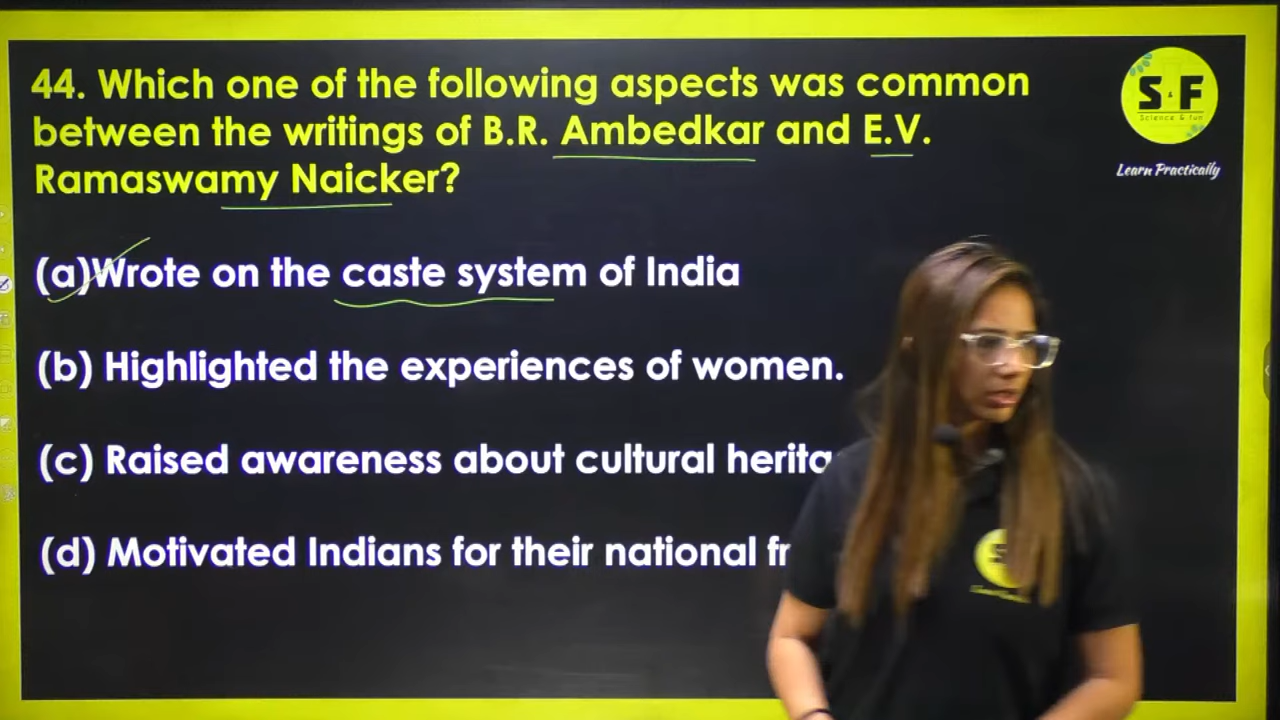 44. Which one of the following aspects was common
between the writings of B.R. Ambedkar and E.V.
Ramaswamy Naicker?
(a)Wrote on the caste system of India
(b) Highlighted the experiences of women.
(c) Raised awareness about cultural herita
(d) Motivated Indians for their national fr
S & F
Science & fun
Learn Practically